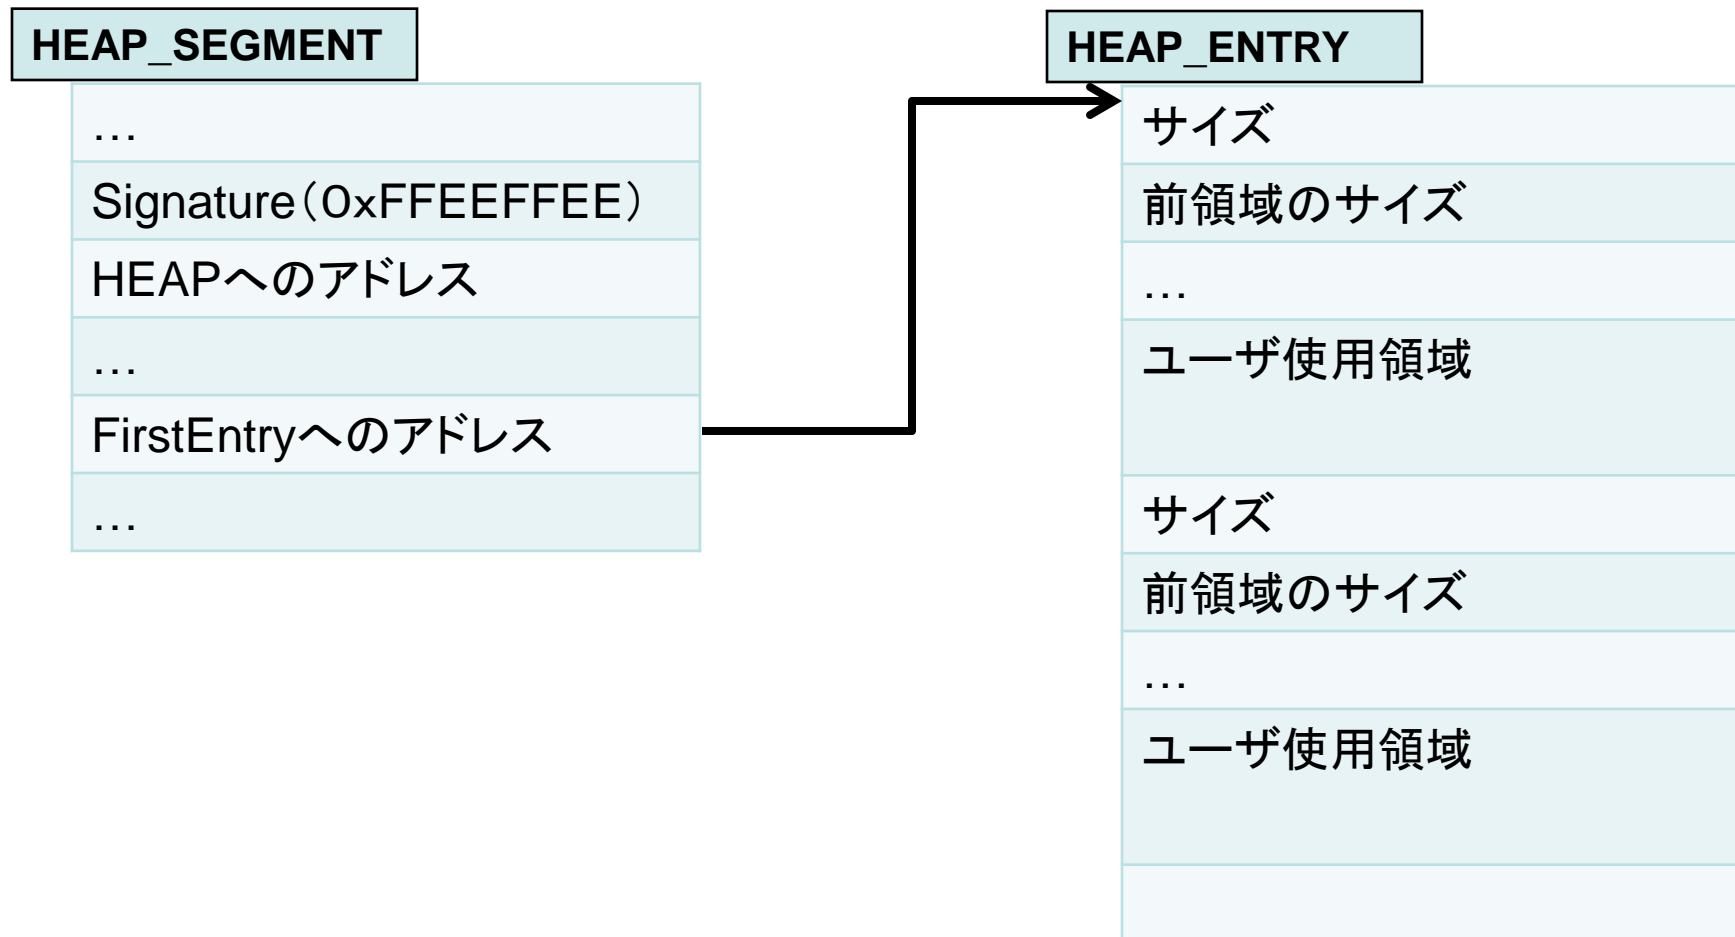 HEAP_SEGMENT
…
Signature（0xFFEEFFEE）
HEAPへのアドレス
…
FirstEntryへのアドレス
…
HEAP_ENTRY
サイズ
前領域のサイズ
…
ユーザ使用領域
サイズ
前領域のサイズ
…
ユーザ使用領域